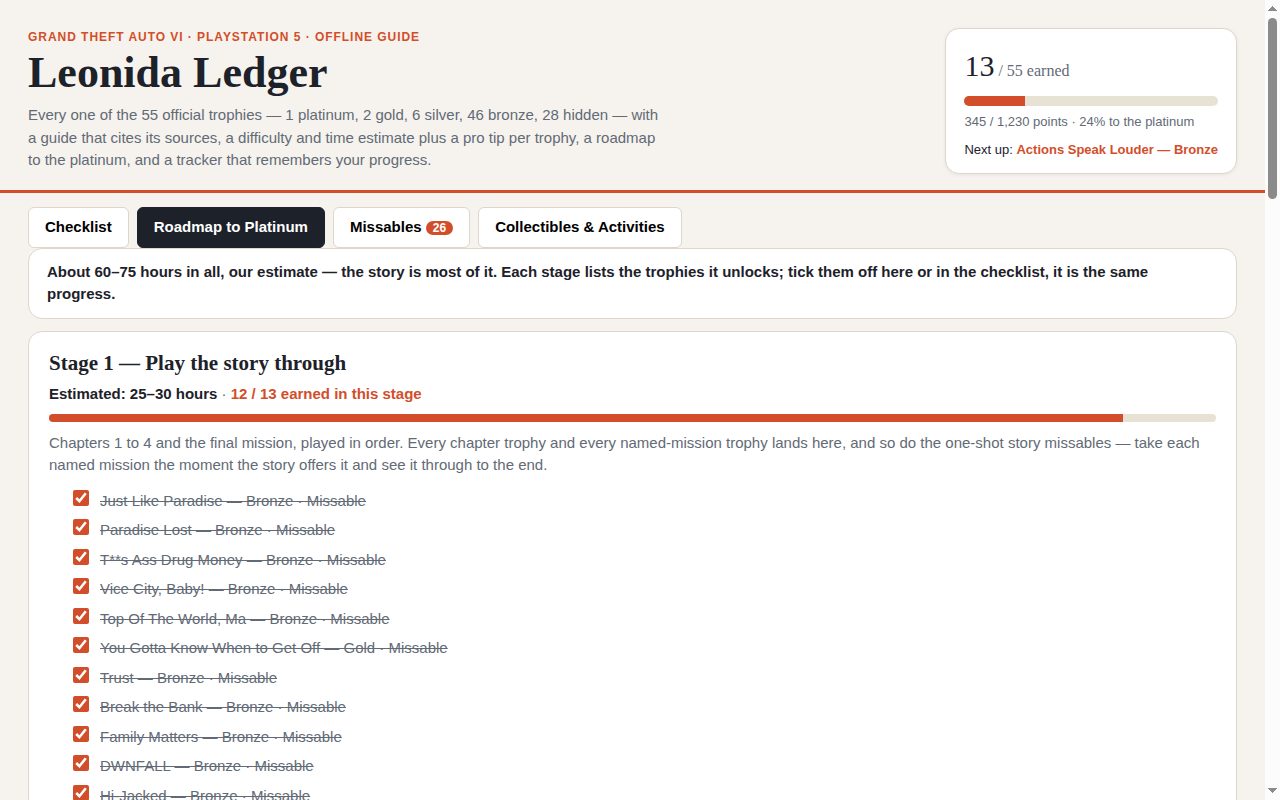 GRAND THEFT AUTO VI · PLAYSTATION 5 · OFFLINE GUIDE
Leonida Ledger
Every one of the 55 official trophies — 1 platinum, 2 gold, 6 silver, 46 bronze, 28 hidden — with
a guide that cites its sources, a difficulty and time estimate plus a pro tip per trophy, a roadmap
to the platinum, and a tracker that remembers your progress.
13 / 55 earned
345 / 1,230 points · 24% to the platinum
Next up: Actions Speak Louder — Bronze
Checklist
Roadmap to Platinum
Missables 26
Collectibles & Activities
About 60–75 hours in all, our estimate — the story is most of it. Each stage lists the trophies it unlocks; tick them off here or in the checklist, it is the same
progress.
Stage 1 — Play the story through
Estimated: 25–30 hours · 12 / 13 earned in this stage
Chapters 1 to 4 and the final mission, played in order. Every chapter trophy and every named-mission trophy lands here, and so do the one-shot story missables — take each
named mission the moment the story offers it and see it through to the end.
Just Like Paradise — Bronze · Missable
Paradise Lost — Bronze · Missable
T**s Ass Drug Money — Bronze · Missable
Vice City, Baby! — Bronze · Missable
Top Of The World, Ma — Bronze · Missable
You Gotta Know When to Get Off — Gold · Missable
Trust — Bronze · Missable
Break the Bank — Bronze · Missable
Family Matters — Bronze · Missable
DWNFALL — Bronze · Missable
Hi-Jacked — Bronze · Missable